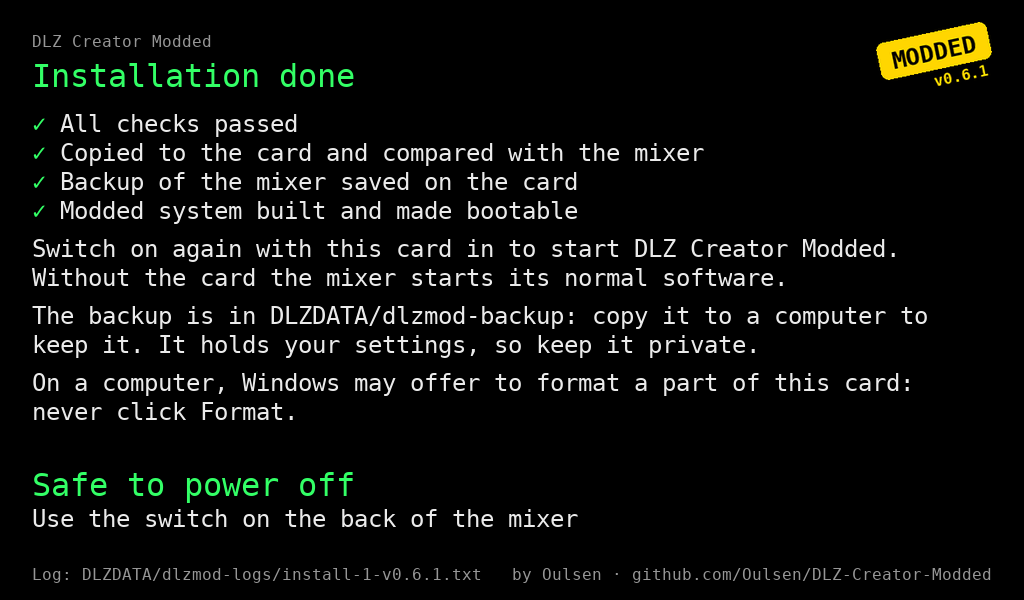 DLZ Creator Modded
MODDED
v0.6.1
Installation done
✓ All checks passed
✓ Copied to the card and compared with the mixer
✓ Backup of the mixer saved on the card
✓ Modded system built and made bootable
Switch on again with this card in to start DLZ Creator Modded.
Without the card the mixer starts its normal software.
The backup is in DLZDATA/dlzmod-backup: copy it to a computer to
keep it. It holds your settings, so keep it private.
On a computer, Windows may offer to format a part of this card:
never click Format.
Safe to power off
Use the switch on the back of the mixer
Log: DLZDATA/dlzmod-logs/install-1-v0.6.1.txt by Oulsen · github.com/Oulsen/DLZ-Creator-Modded